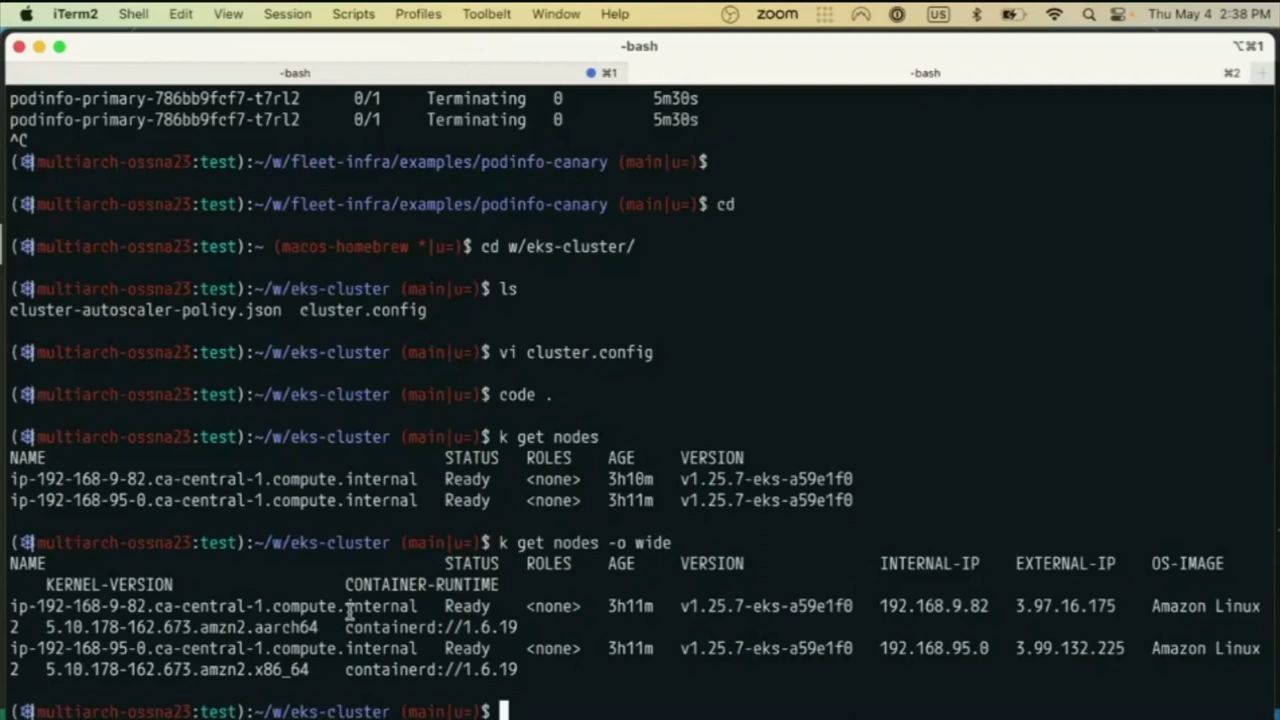 iTerm2 Shell Edit View Session Scripts Profiles Toolbelt Window Help zoom US Thu May 4 2:38 PM
-bash ⌥⌘1
-bash ⌘1 -bash ⌘2 +
podinfo-primary-786bb9fcf7-t7rl2 0/1 Terminating 0 5m30s
podinfo-primary-786bb9fcf7-t7rl2 0/1 Terminating 0 5m30s
^C
(⎈|multiarch-ossna23:test):~/w/fleet-infra/examples/podinfo-canary (main|u=)$
(⎈|multiarch-ossna23:test):~/w/fleet-infra/examples/podinfo-canary (main|u=)$ cd
(⎈|multiarch-ossna23:test):~ (macos-homebrew *|u=)$ cd w/eks-cluster/
(⎈|multiarch-ossna23:test):~/w/eks-cluster (main|u=)$ ls
cluster-autoscaler-policy.json cluster.config
(⎈|multiarch-ossna23:test):~/w/eks-cluster (main|u=)$ vi cluster.config
(⎈|multiarch-ossna23:test):~/w/eks-cluster (main|u=)$ code .
(⎈|multiarch-ossna23:test):~/w/eks-cluster (main|u=)$ k get nodes
NAME STATUS ROLES AGE VERSION
ip-192-168-9-82.ca-central-1.compute.internal Ready <none> 3h10m v1.25.7-eks-a59e1f0
ip-192-168-95-0.ca-central-1.compute.internal Ready <none> 3h11m v1.25.7-eks-a59e1f0
(⎈|multiarch-ossna23:test):~/w/eks-cluster (main|u=)$ k get nodes -o wide
NAME STATUS ROLES AGE VERSION INTERNAL-IP EXTERNAL-IP OS-IMAGE
KERNEL-VERSION CONTAINER-RUNTIME
ip-192-168-9-82.ca-central-1.compute.internal Ready <none> 3h11m v1.25.7-eks-a59e1f0 192.168.9.82 3.97.16.175 Amazon Linux
2 5.10.178-162.673.amzn2.aarch64 containerd://1.6.19
ip-192-168-95-0.ca-central-1.compute.internal Ready <none> 3h11m v1.25.7-eks-a59e1f0 192.168.95.0 3.99.132.225 Amazon Linux
2 5.10.178-162.673.amzn2.x86_64 containerd://1.6.19
(⎈|multiarch-ossna23:test):~/w/eks-cluster (main|u=)$